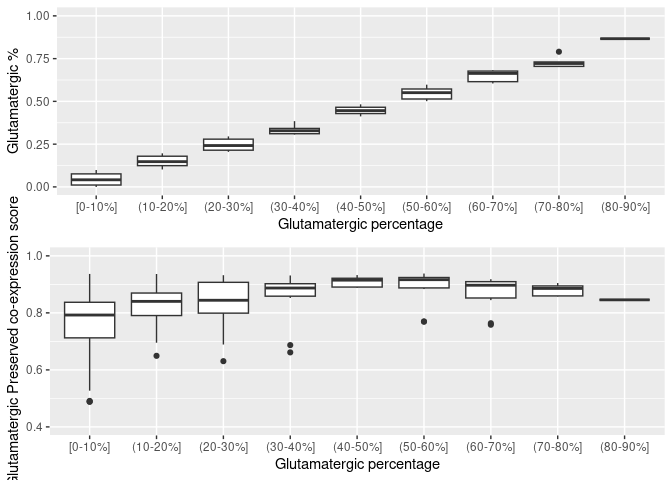 Glutamatergic %
1.00
0.75
0.50
0.25
0.00
[0-10%] (10-20%] (20-30%] (30-40%] (40-50%] (50-60%] (60-70%] (70-80%] (80-90%]
Glutamatergic percentage
Glutamatergic Preserved co-expression score
1.0
0.8
0.6
0.4
[0-10%] (10-20%] (20-30%] (30-40%] (40-50%] (50-60%] (60-70%] (70-80%] (80-90%]
Glutamatergic percentage